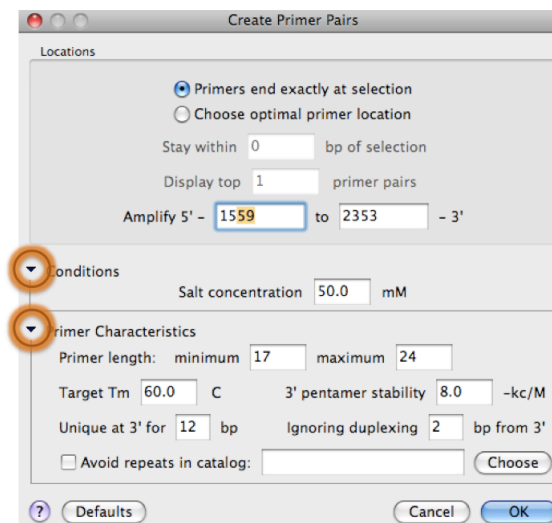 Create Primer Pairs
Locations
Primers end exactly at selection
Choose optimal primer location
Stay within 0 bp of selection
Display top 1 primer pairs
Amplify 5' - 1559 to 2353 - 3'
Conditions
Salt concentration 50.0 mM
Primer Characteristics
Primer length: minimum 17 maximum 24
Target Tm 60.0 C 3' pentamer stability 8.0 -kc/M
Unique at 3' for 12 bp Ignoring duplexing 2 bp from 3'
Avoid repeats in catalog: Choose
? Defaults Cancel OK